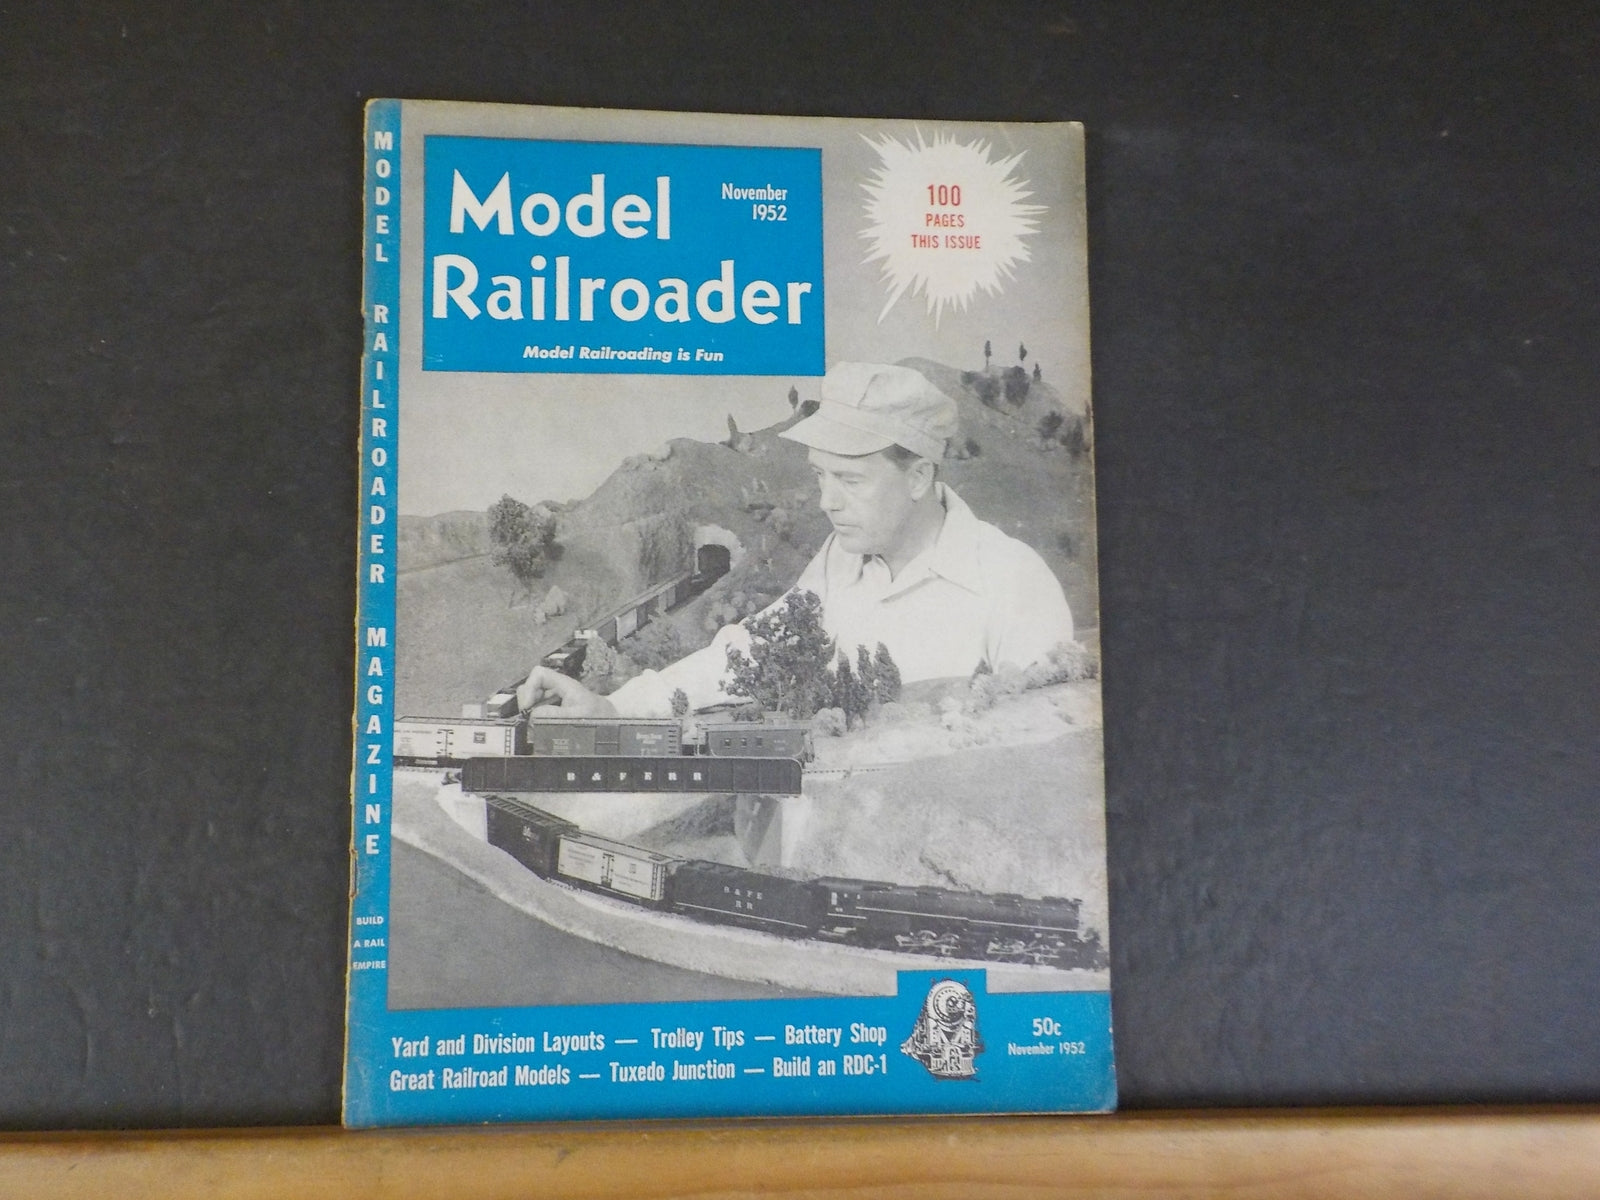 MODEL RAILROADER MAGAZINE
BUILD
A RAIL
EMPIRE
Model
Railroader
November
1952
Model Railroading is Fun
100
PAGES
THIS ISSUE
B & F E R R
B & FE
RR
Yard and Division Layouts — Trolley Tips — Battery Shop
Great Railroad Models — Tuxedo Junction — Build an RDC-1
50c
November 1952